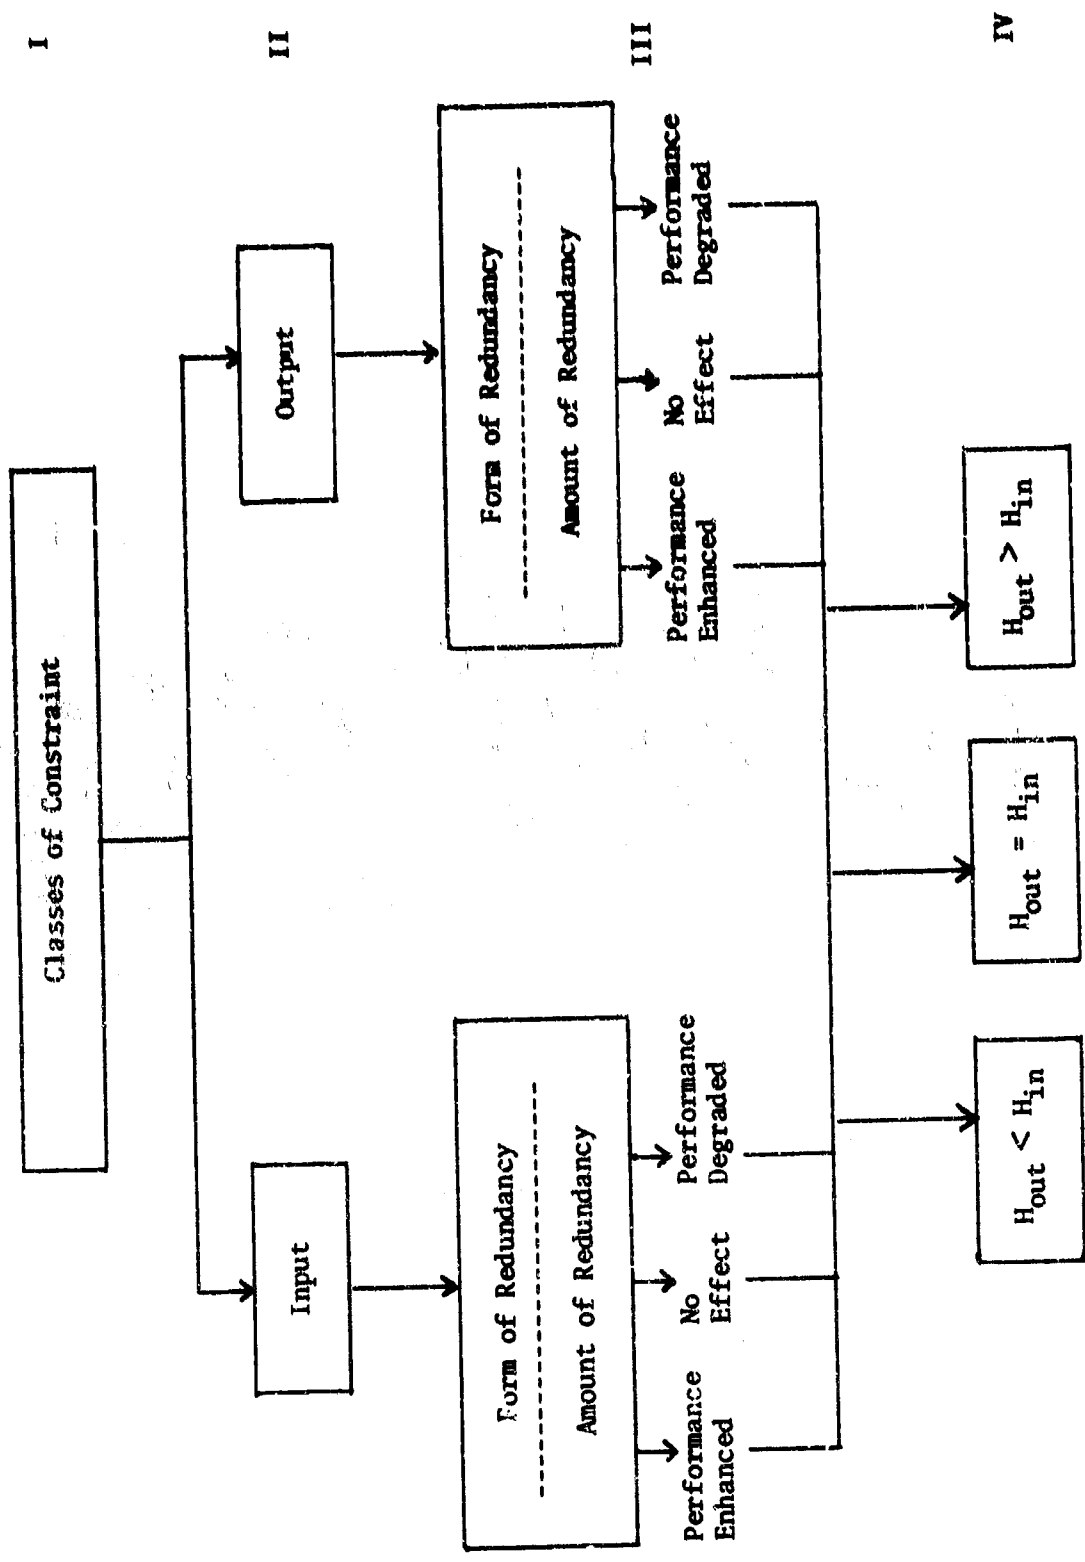 Classes of Constraint
I
Input
Output
II
Form of Redundancy
Amount of Redundancy
Form of Redundancy
Amount of Redundancy
III
Performance
Enhanced
No
Effect
Performance
Degraded
Performance
Enhanced
No
Effect
Performance
Degraded
H_out < H_in
H_out = H_in
H_out > H_in
IV